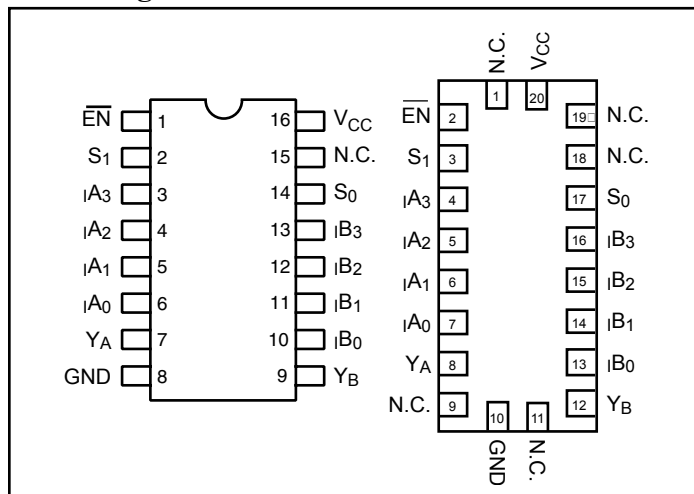 EN 1 16 VCC
S1 2 15 N.C.
IA3 3 14 S0
IA2 4 13 IB3
IA1 5 12 IB2
IA0 6 11 IB1
YA 7 10 IB0
GND 8 9 YB
N.C. VCC
1 20
EN 2 19 N.C.
S1 3 18 N.C.
IA3 4 17 S0
IA2 5 16 IB3
IA1 6 15 IB2
IA0 7 14 IB1
YA 8 13 IB0
N.C. 9 12 YB
10 11
GND N.C.